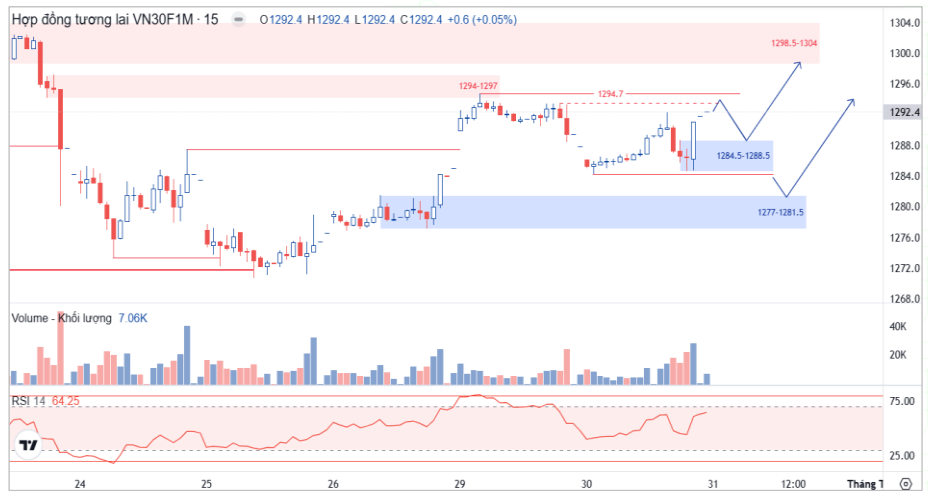 Hợp đồng tương lai VN30F1M · 15 O1292.4 H1292.4 L1292.4 C1292.4 +0.6 (+0.05%)
1304.0
1298.5-1304
1300.0
1294-1297
1296.0
1294.7
1292.4
1288.0
1284.5-1288.5
1284.0
1280.0
1277-1281.5
1276.0
1272.0
1268.0
Volume - Khối lượng 7.06K
40K
20K
RSI 14 64.25
75.00
25.00
24 25 26 29 30 31 12:00 Tháng T